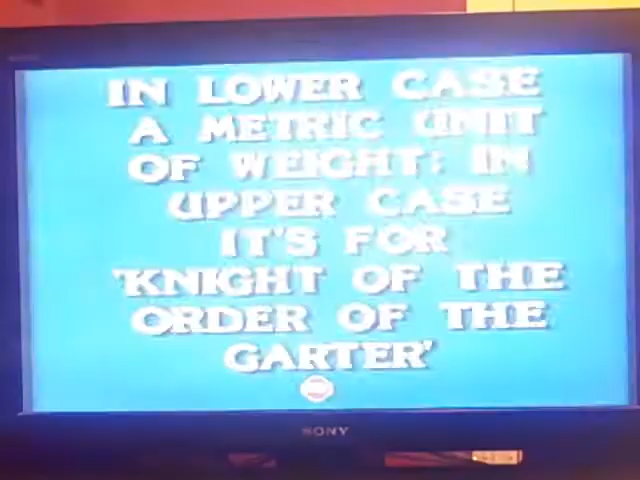 IN LOWER CASE
A METRIC UNIT
OF WEIGHT; IN
UPPER CASE
IT'S FOR
'KNIGHT OF THE
ORDER OF THE
GARTER'
SONY